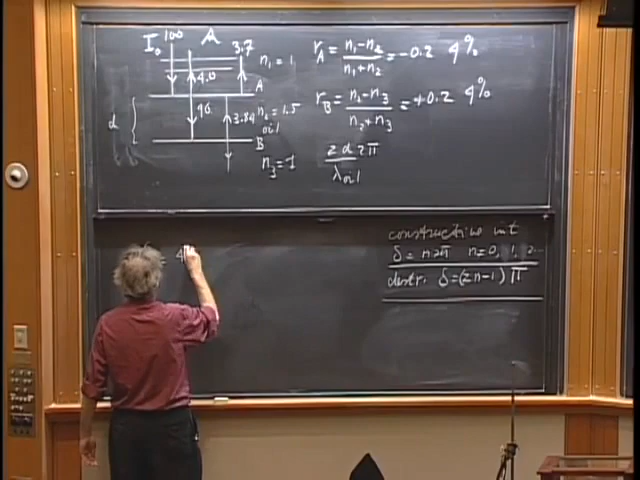 I₀ 100 A 3.7
4.0
n₁ = 1
A
d
96
3.84
n₂ = 1.5
oil
B
n₃ = 1
r_A = (n₁ - n₂)/(n₁ + n₂) = -0.2 4%
r_B = (n₂ - n₃)/(n₂ + n₃) = +0.2 4%
2d 2π/λoil
constructive int
δ = n2π n = 0, 1, 2...
destr. δ = (2n-1) π